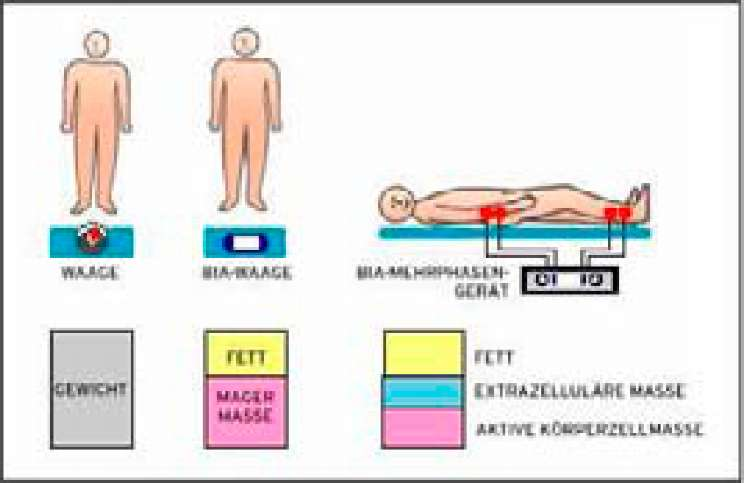 WAAGE
BIA-WAAGE
BIA-MEHRPHASEN-
GERÄT
GEWICHT
FETT
MAGER
MASSE
FETT
EXTRAZELLULÄRE MASSE
AKTIVE KÖRPERZELLMASSE